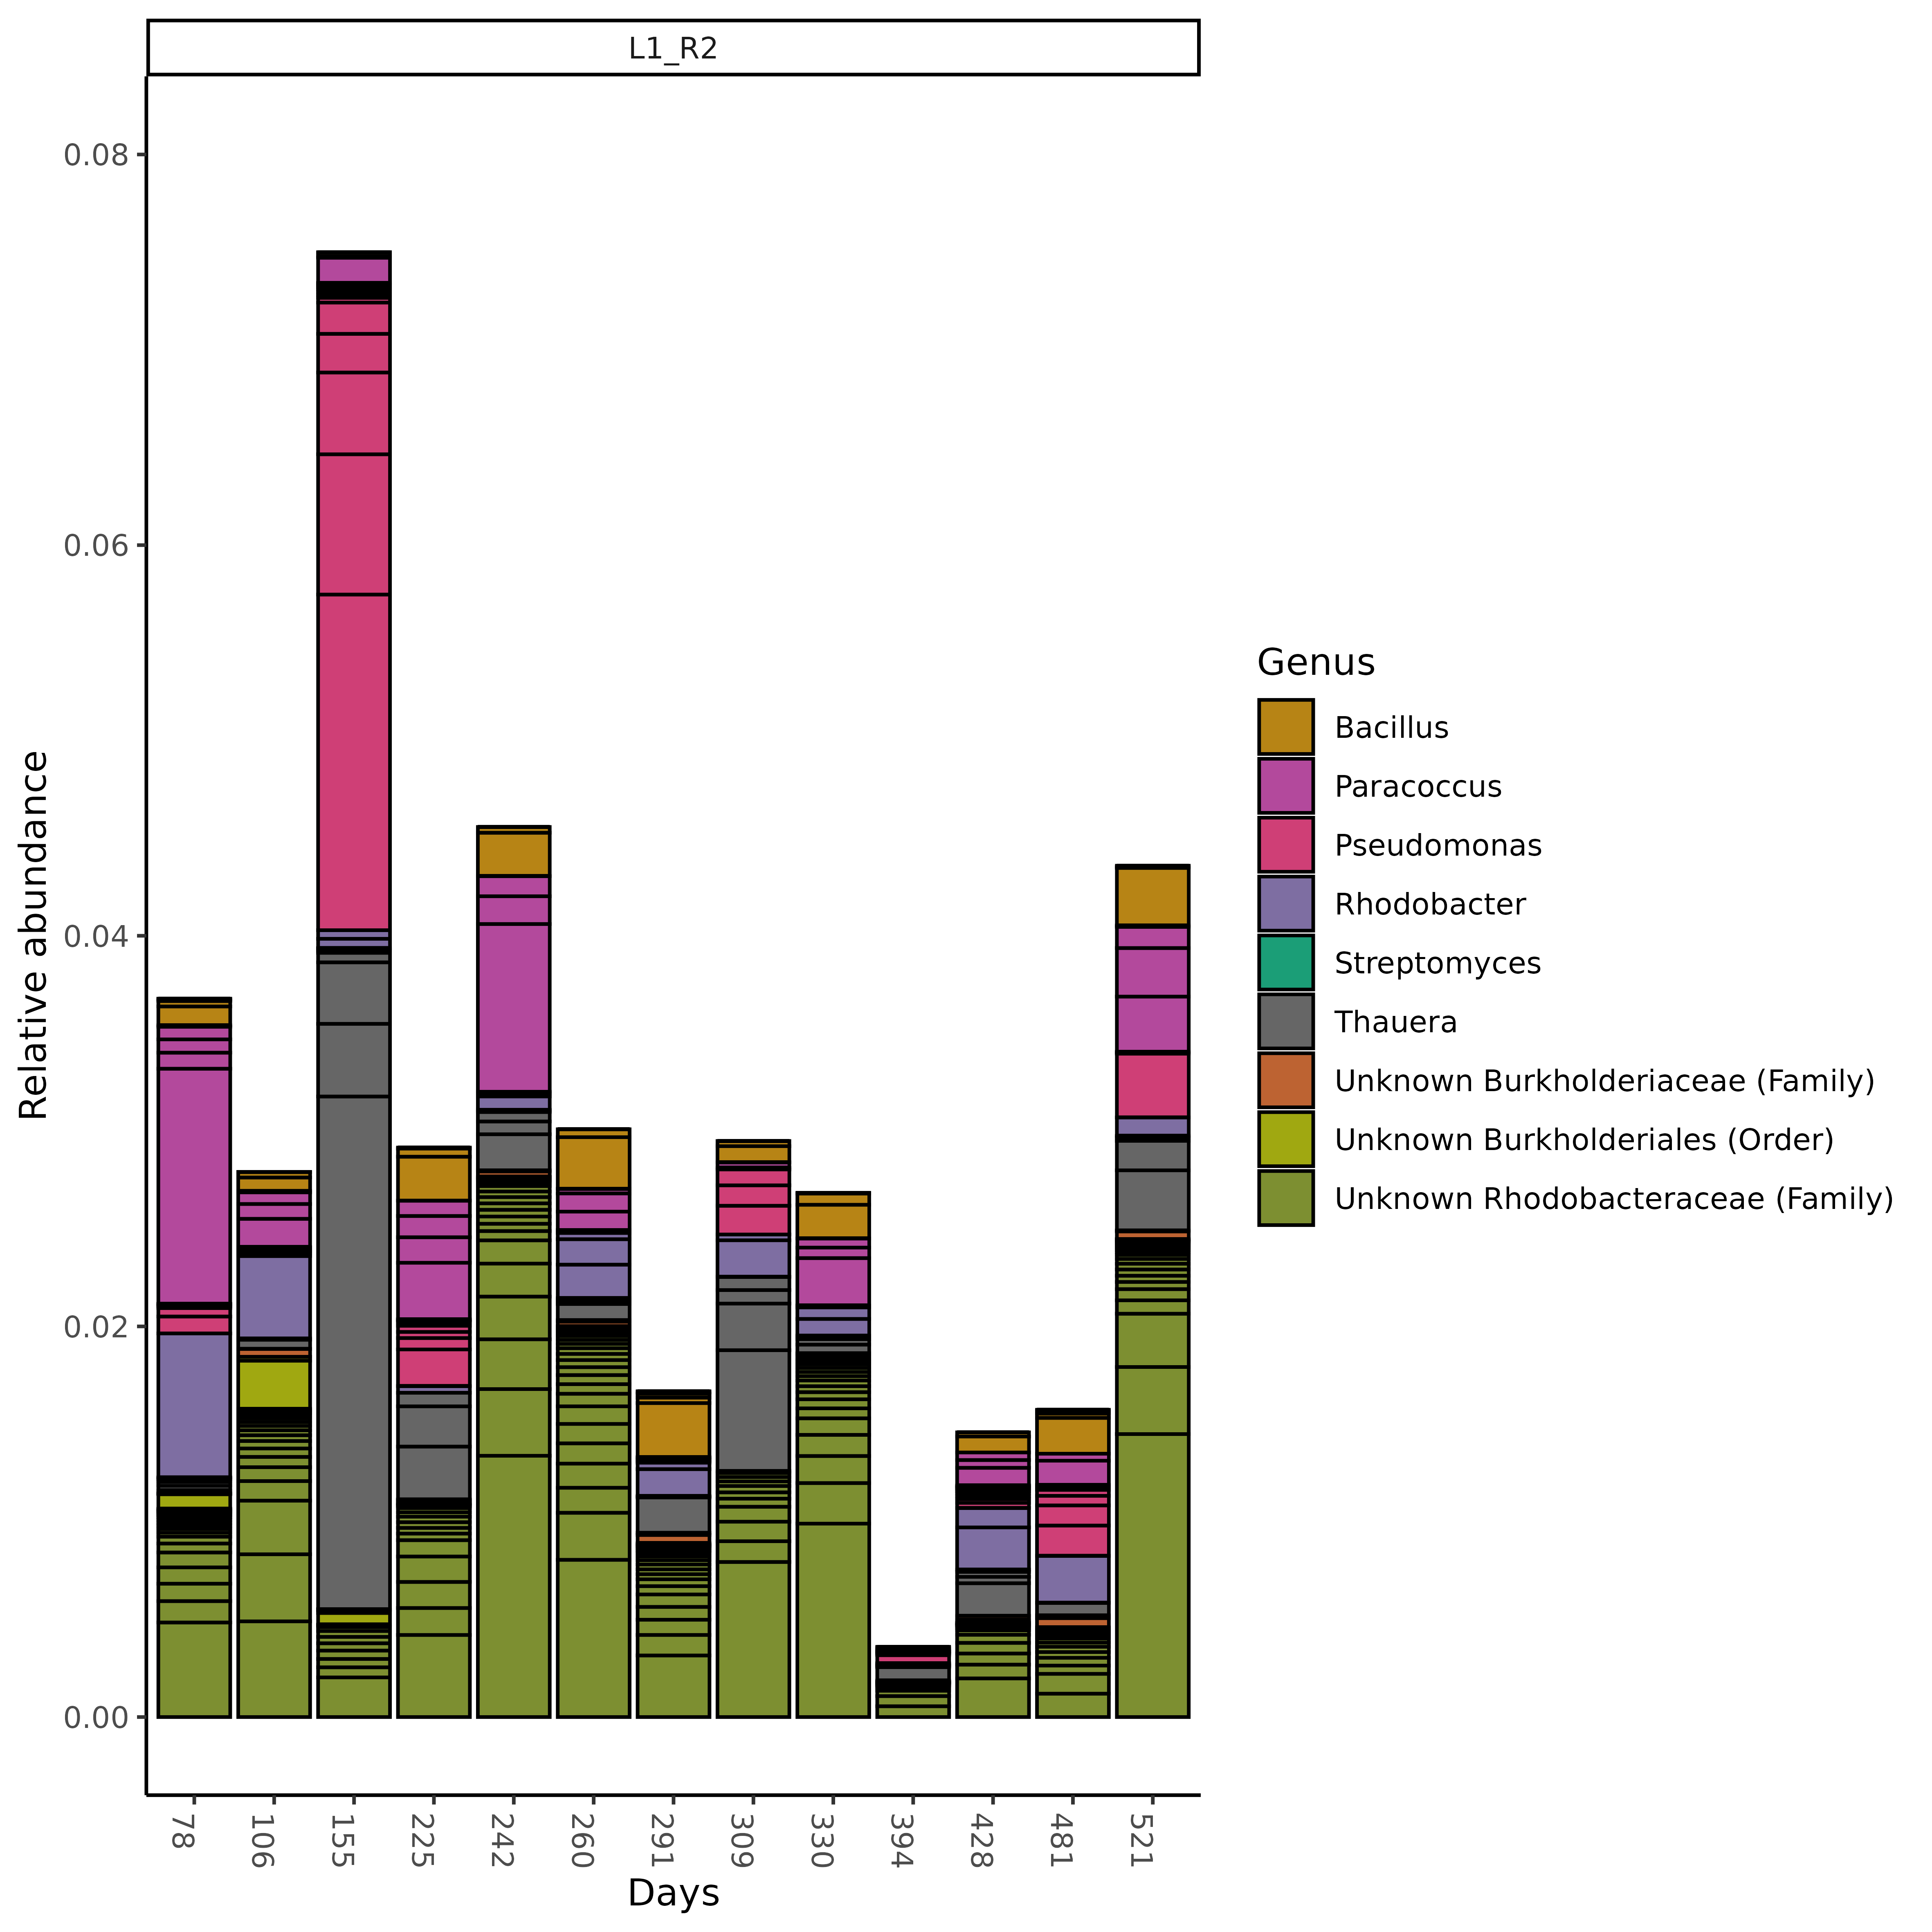 L1_R2
0.08
0.06
0.04
0.02
0.00
Relative abundance
78
106
155
225
242
260
291
309
330
394
428
481
521
Days
Genus
Bacillus
Paracoccus
Pseudomonas
Rhodobacter
Streptomyces
Thauera
Unknown Burkholderiaceae (Family)
Unknown Burkholderiales (Order)
Unknown Rhodobacteraceae (Family)